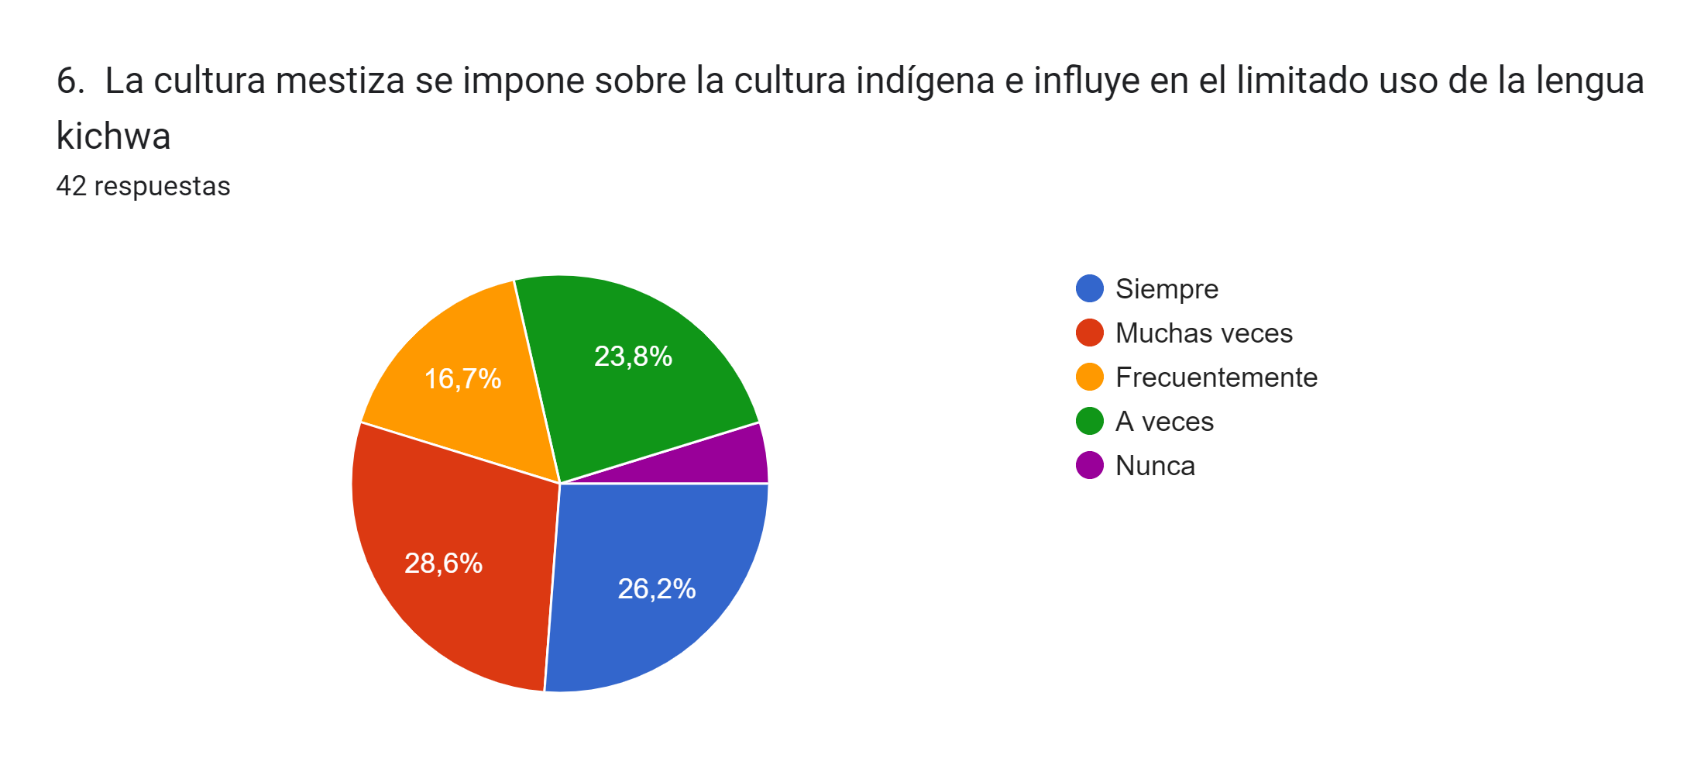 6.  La cultura mestiza se impone sobre la cultura indígena e influye en el limitado uso de la lengua
kichwa
42 respuestas
23,8%
16,7%
28,6%
26,2%
Siempre
Muchas veces
Frecuentemente
A veces
Nunca